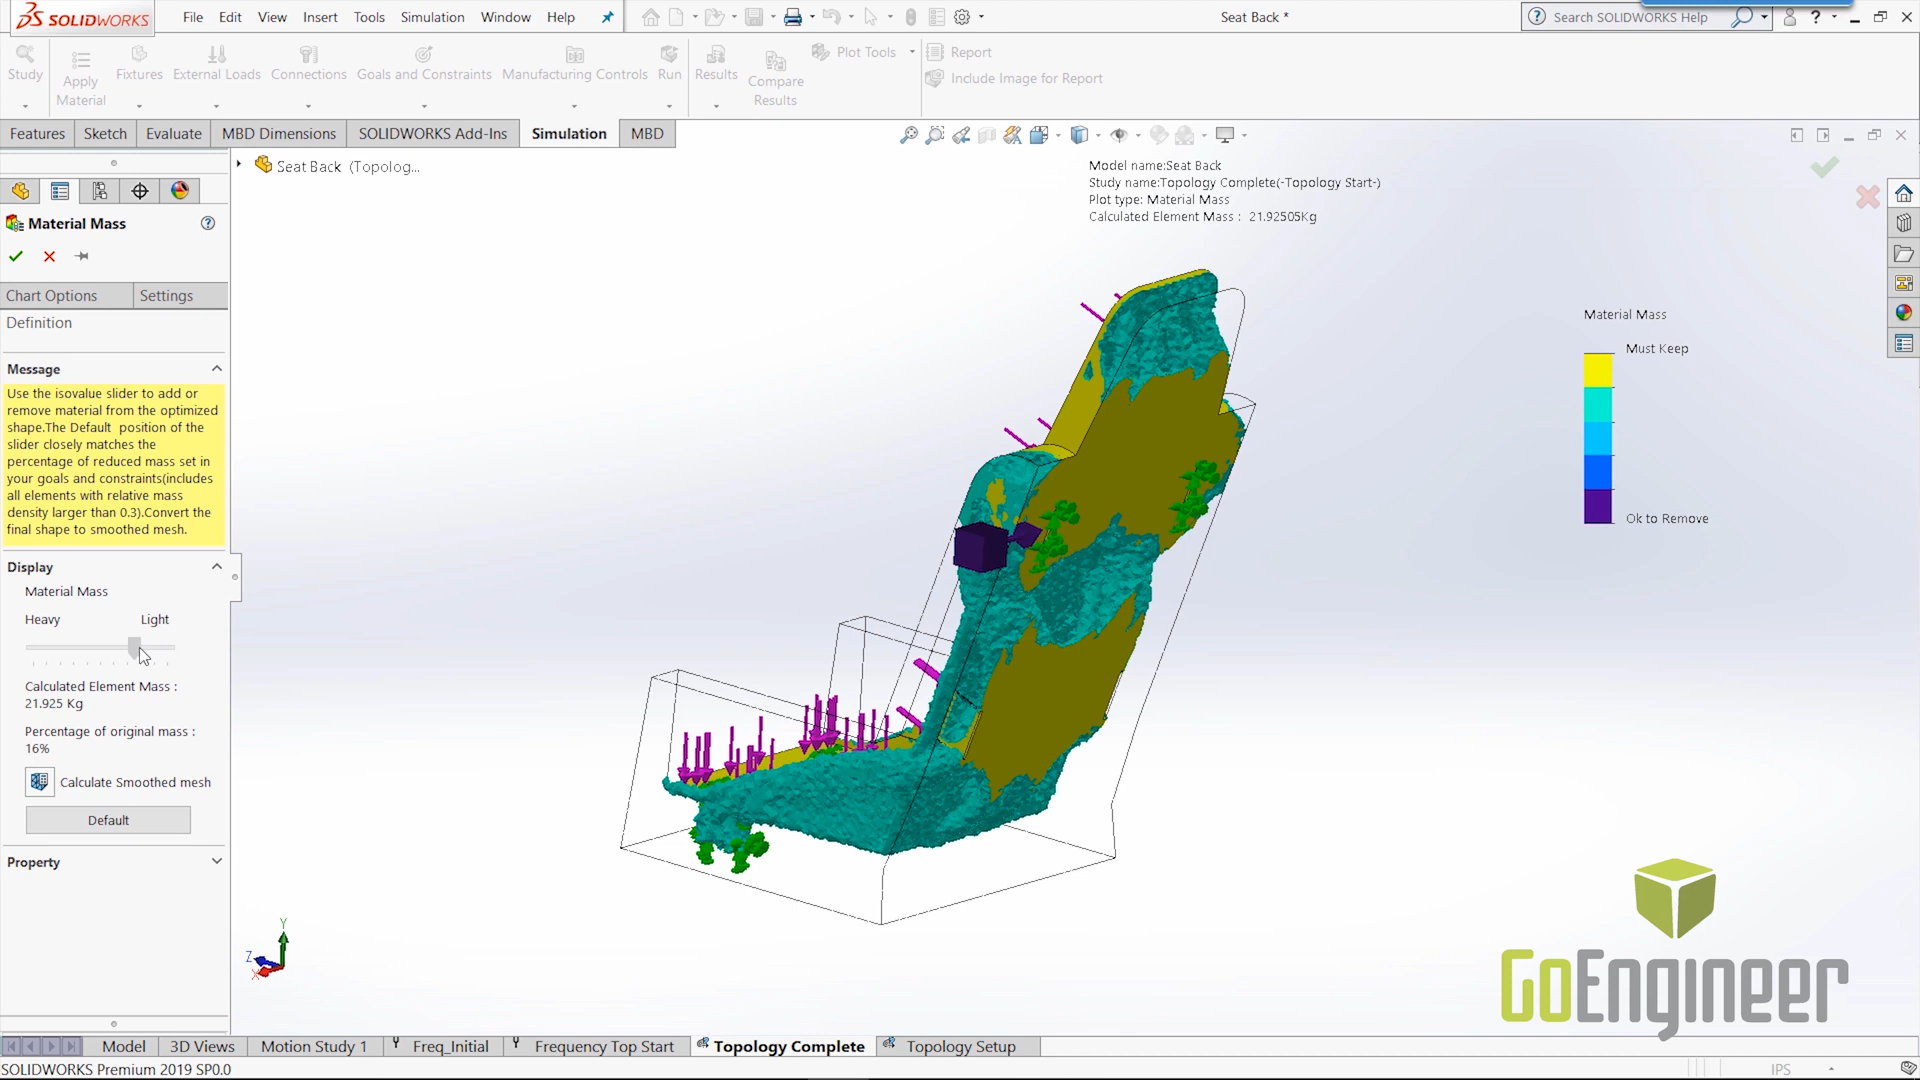 SOLIDWORKS
File Edit View Insert Tools Simulation Window Help
Seat Back *
Search SOLIDWORKS Help
?
Study
Apply
Material
Fixtures
External Loads
Connections
Goals and Constraints
Manufacturing Controls
Run
Results
Compare
Results
Plot Tools
Report
Include Image for Report
Features Sketch Evaluate MBD Dimensions SOLIDWORKS Add-Ins Simulation MBD
Seat Back (Topolog...
Model name:Seat Back
Study name:Topology Complete(-Topology Start-)
Plot type: Material Mass
Calculated Element Mass : 21.92505Kg
Material Mass
?
Chart Options Settings
Definition
Message
Use the isovalue slider to add or
remove material from the optimized
shape.The Default position of the
slider closely matches the
percentage of reduced mass set in
your goals and constraints(includes
all elements with relative mass
density larger than 0.3).Convert the
final shape to smoothed mesh.
Display
Material Mass
Heavy Light
Calculated Element Mass :
21.925 Kg
Percentage of original mass :
16%
Calculate Smoothed mesh
Default
Property
Material Mass
Must Keep
Ok to Remove
Y
Z
X
GoEngineer
Model 3D Views Motion Study 1 Freq_Initial Frequency Top Start Topology Complete Topology Setup
SOLIDWORKS Premium 2019 SP0.0
IPS